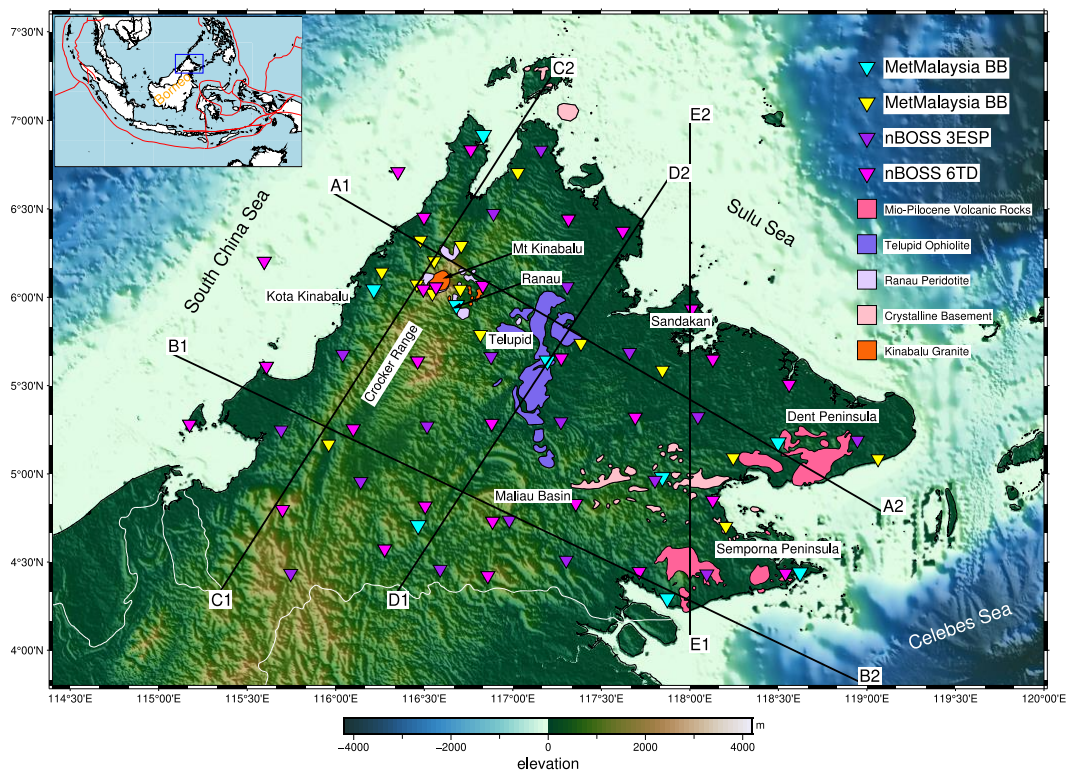 7°30'N
7°00'N
6°30'N
6°00'N
5°30'N
5°00'N
4°30'N
4°00'N
Borneo
C2
E2
D2
A1
B1
South China Sea
Sulu Sea
MetMalaysia BB
MetMalaysia BB
nBOSS 3ESP
nBOSS 6TD
Mio-Pilocene Volcanic Rocks
Telupid Ophiolite
Ranau Peridotite
Crystalline Basement
Kinabalu Granite
Mt Kinabalu
Ranau
Kota Kinabalu
Sandakan
Telupid
Crocker Range
Dent Peninsula
Maliau Basin
A2
Semporna Peninsula
C1
D1
E1
B2
Celebes Sea
114°30'E
115°00'E
115°30'E
116°00'E
116°30'E
117°00'E
117°30'E
118°00'E
118°30'E
119°00'E
119°30'E
120°00'E
m
−4000
−2000
0
2000
4000
elevation